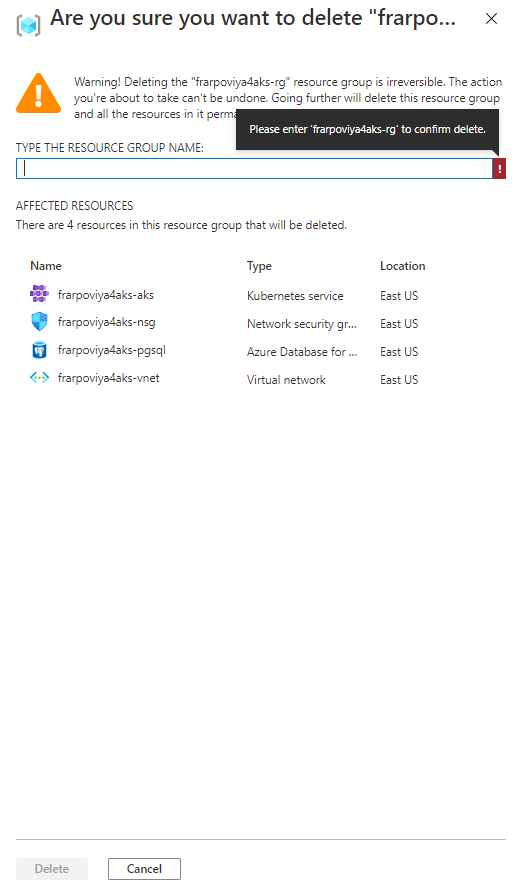 Are you sure you want to delete "frarpo...
Warning! Deleting the "frarpoviya4aks-rg" resource group is irreversible. The action
you're about to take can't be undone. Going further will delete this resource group
and all the resources in it perma
Please enter 'frarpoviya4aks-rg' to confirm delete.
TYPE THE RESOURCE GROUP NAME:
!
AFFECTED RESOURCES
There are 4 resources in this resource group that will be deleted.
Name Type Location
frarpoviya4aks-aks Kubernetes service East US
frarpoviya4aks-nsg Network security gr... East US
frarpoviya4aks-pgsql Azure Database for ... East US
frarpoviya4aks-vnet Virtual network East US
Delete Cancel